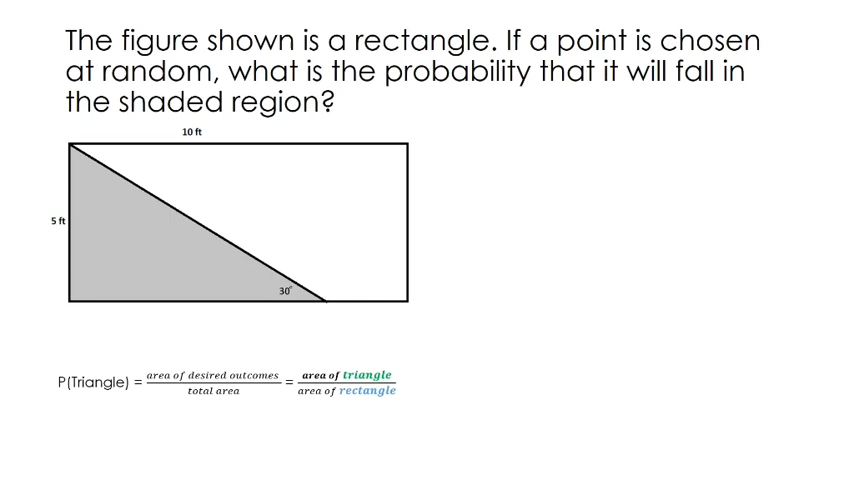 The figure shown is a rectangle. If a point is chosen
at random, what is the probability that it will fall in
the shaded region?
10 ft
5 ft
30°
P(Triangle) = area of desired outcomes / total area = area of triangle / area of rectangle